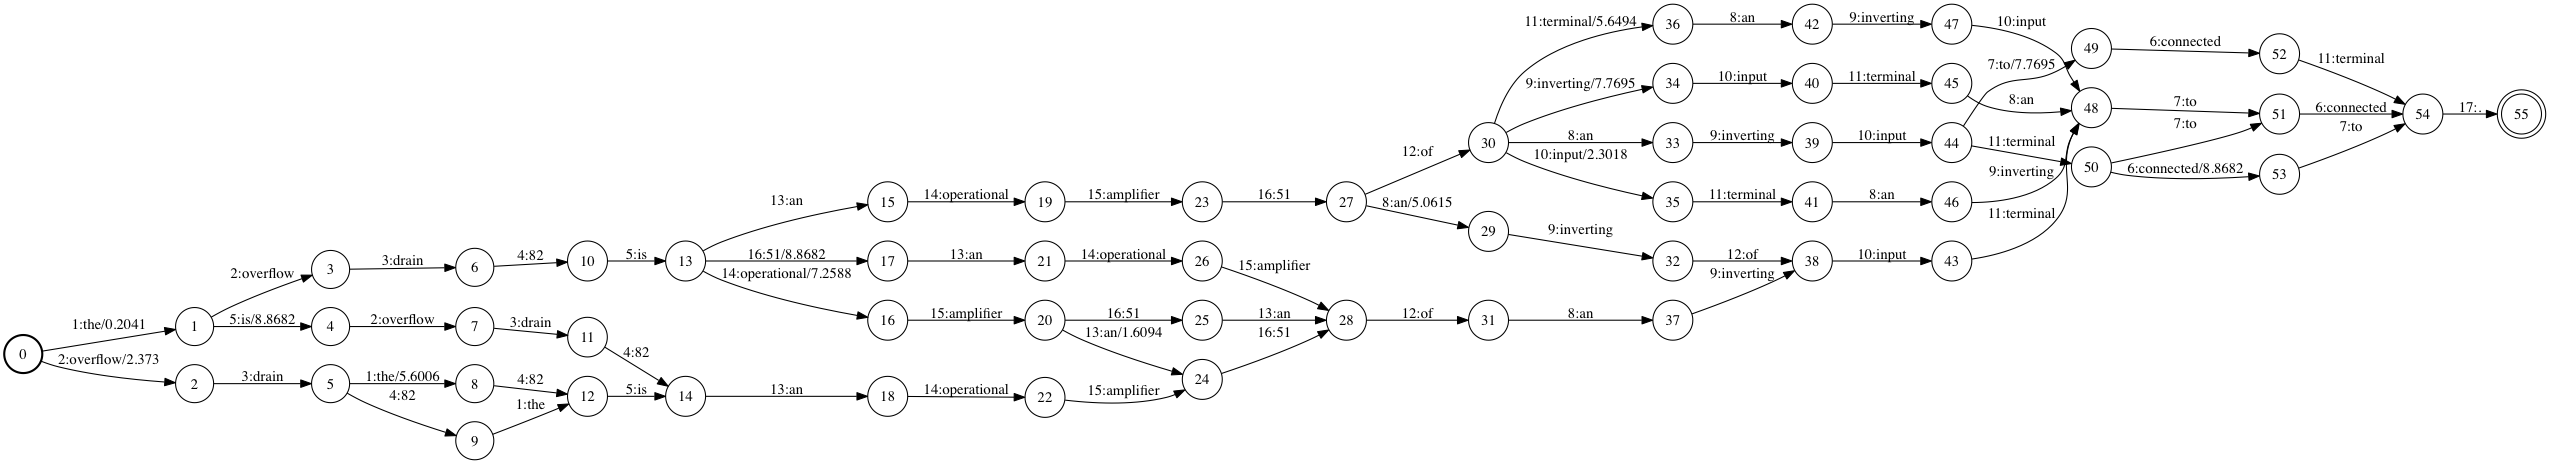 0
1:the/0.2041
2:overflow/2.373
1
2
2:overflow
5:is/8.8682
3:drain
3
4
5
3:drain
2:overflow
1:the/5.6006
4:82
6
7
8
9
4:82
3:drain
4:82
1:the
10
11
12
5:is
4:82
5:is
13
14
13:an
16:51/8.8682
14:operational/7.2588
13:an
15
17
16
18
14:operational
13:an
15:amplifier
14:operational
19
21
20
22
15:amplifier
14:operational
16:51
13:an/1.6094
15:amplifier
23
26
25
24
16:51
15:amplifier
13:an
16:51
27
28
12:of
8:an/5.0615
12:of
30
29
31
11:terminal/5.6494
9:inverting/7.7695
8:an
10:input/2.3018
9:inverting
8:an
36
34
33
35
32
37
8:an
10:input
9:inverting
11:terminal
12:of
9:inverting
42
40
39
41
38
9:inverting
11:terminal
10:input
8:an
10:input
47
45
44
46
43
10:input
7:to/7.7695
8:an
11:terminal
9:inverting
11:terminal
49
48
50
6:connected
7:to
7:to
6:connected/8.8682
52
51
53
11:terminal
6:connected
7:to
54
17:.
55